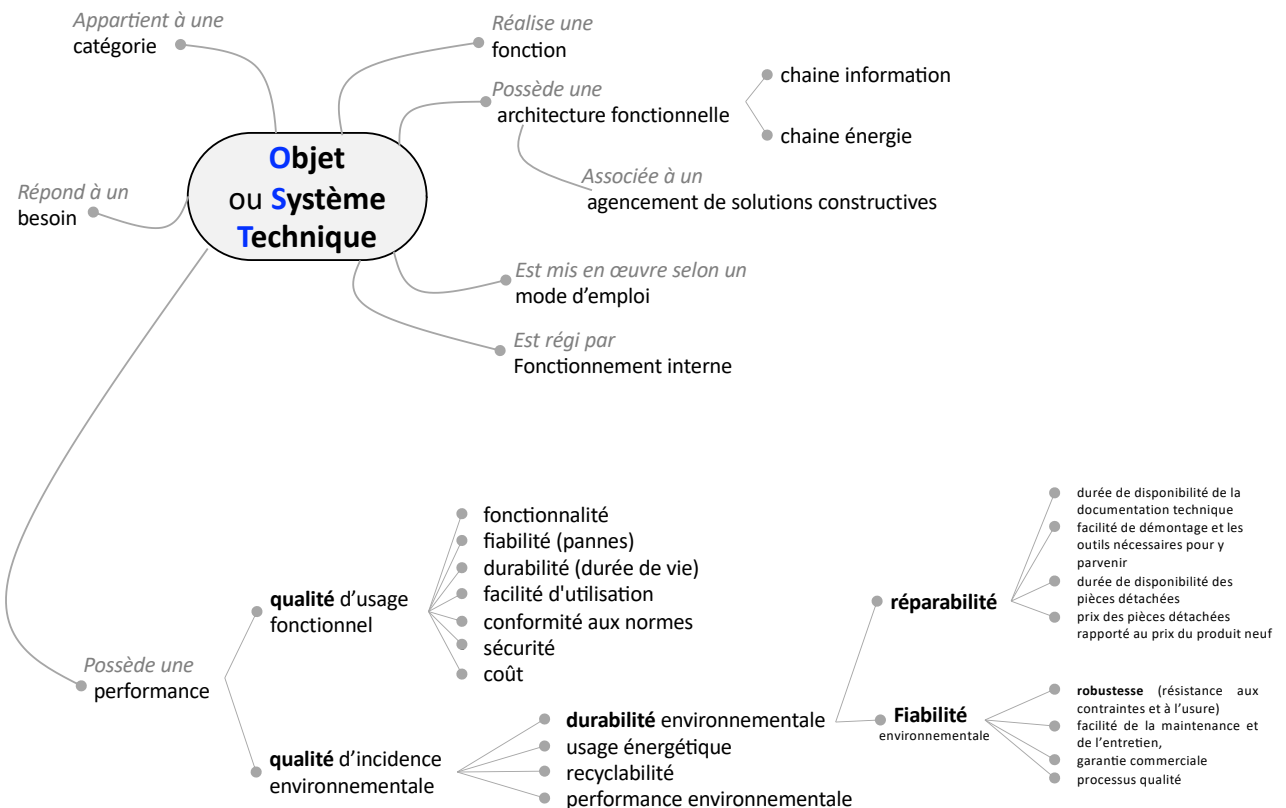 Appartient à une
catégorie
Réalise une
fonction
Possède une
architecture fonctionnelle
chaine information
chaine énergie
Associée à un
agencement de solutions constructives
Objet
ou Système
Technique
Répond à un
besoin
Est mis en œuvre selon un
mode d’emploi
Est régi par
Fonctionnement interne
Possède une
performance
qualité d’usage
fonctionnel
fonctionnalité
fiabilité (pannes)
durabilité (durée de vie)
facilité d'utilisation
conformité aux normes
sécurité
coût
qualité d’incidence
environnementale
durabilité environnementale
usage énergétique
recyclabilité
performance environnementale
réparabilité
durée de disponibilité de la
documentation technique
facilité de démontage et les
outils nécessaires pour y
parvenir
durée de disponibilité des
pièces détachées
prix des pièces détachées
rapporté au prix du produit neuf
Fiabilité
environnementale
robustesse (résistance aux
contraintes et à l’usure)
facilité de la maintenance et
de l’entretien,
garantie commerciale
processus qualité